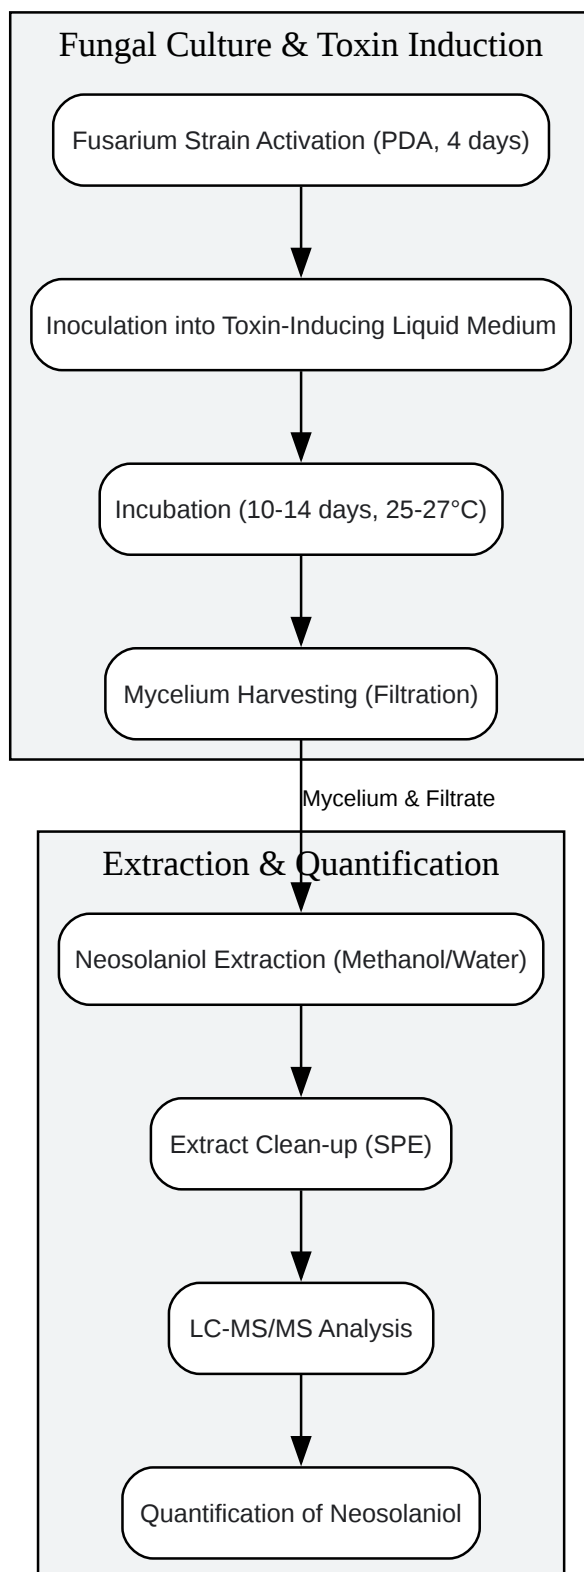 Fungal Culture & Toxin Induction
Fusarium Strain Activation (PDA, 4 days)
Inoculation into Toxin-Inducing Liquid Medium
Incubation (10-14 days, 25-27°C)
Mycelium Harvesting (Filtration)
Mycelium & Filtrate
Extraction & Quantification
Neosolaniol Extraction (Methanol/Water)
Extract Clean-up (SPE)
LC-MS/MS Analysis
Quantification of Neosolaniol